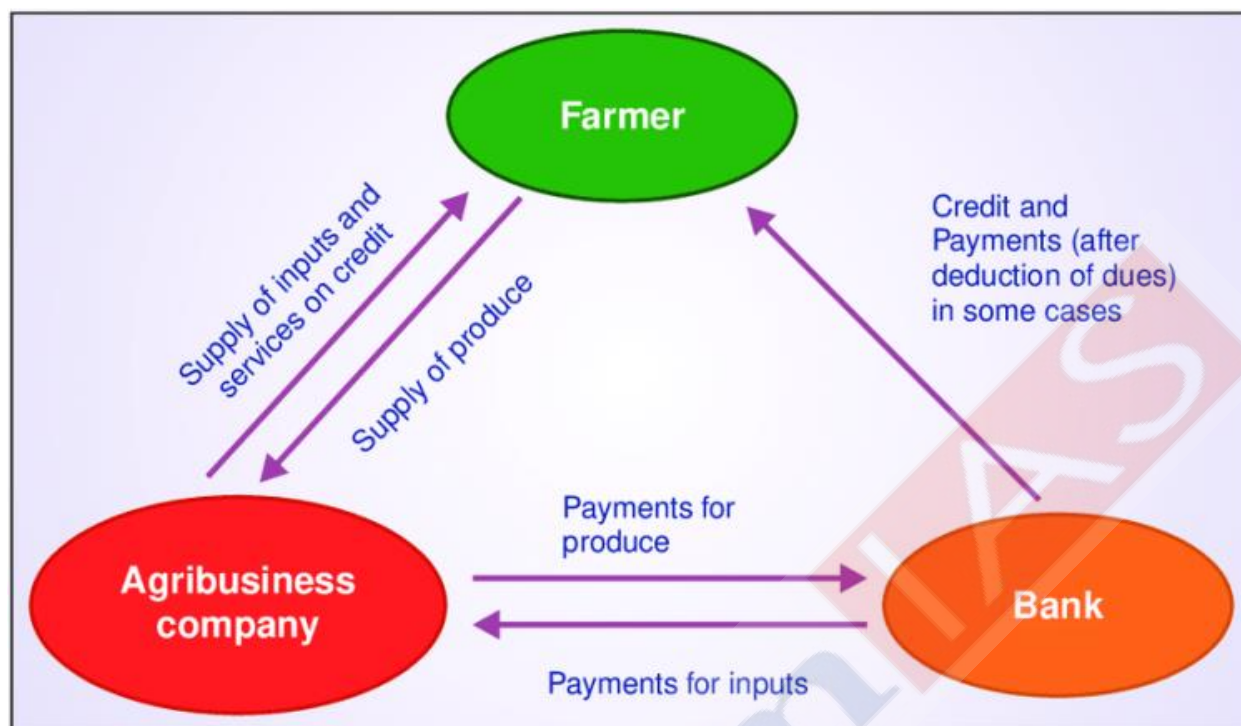 Farmer
Supply of inputs and
services on credit
Supply of produce
Credit and
Payments (after
deduction of dues)
in some cases
Payments for
produce
Agribusiness
company
Bank
Payments for inputs
IAS